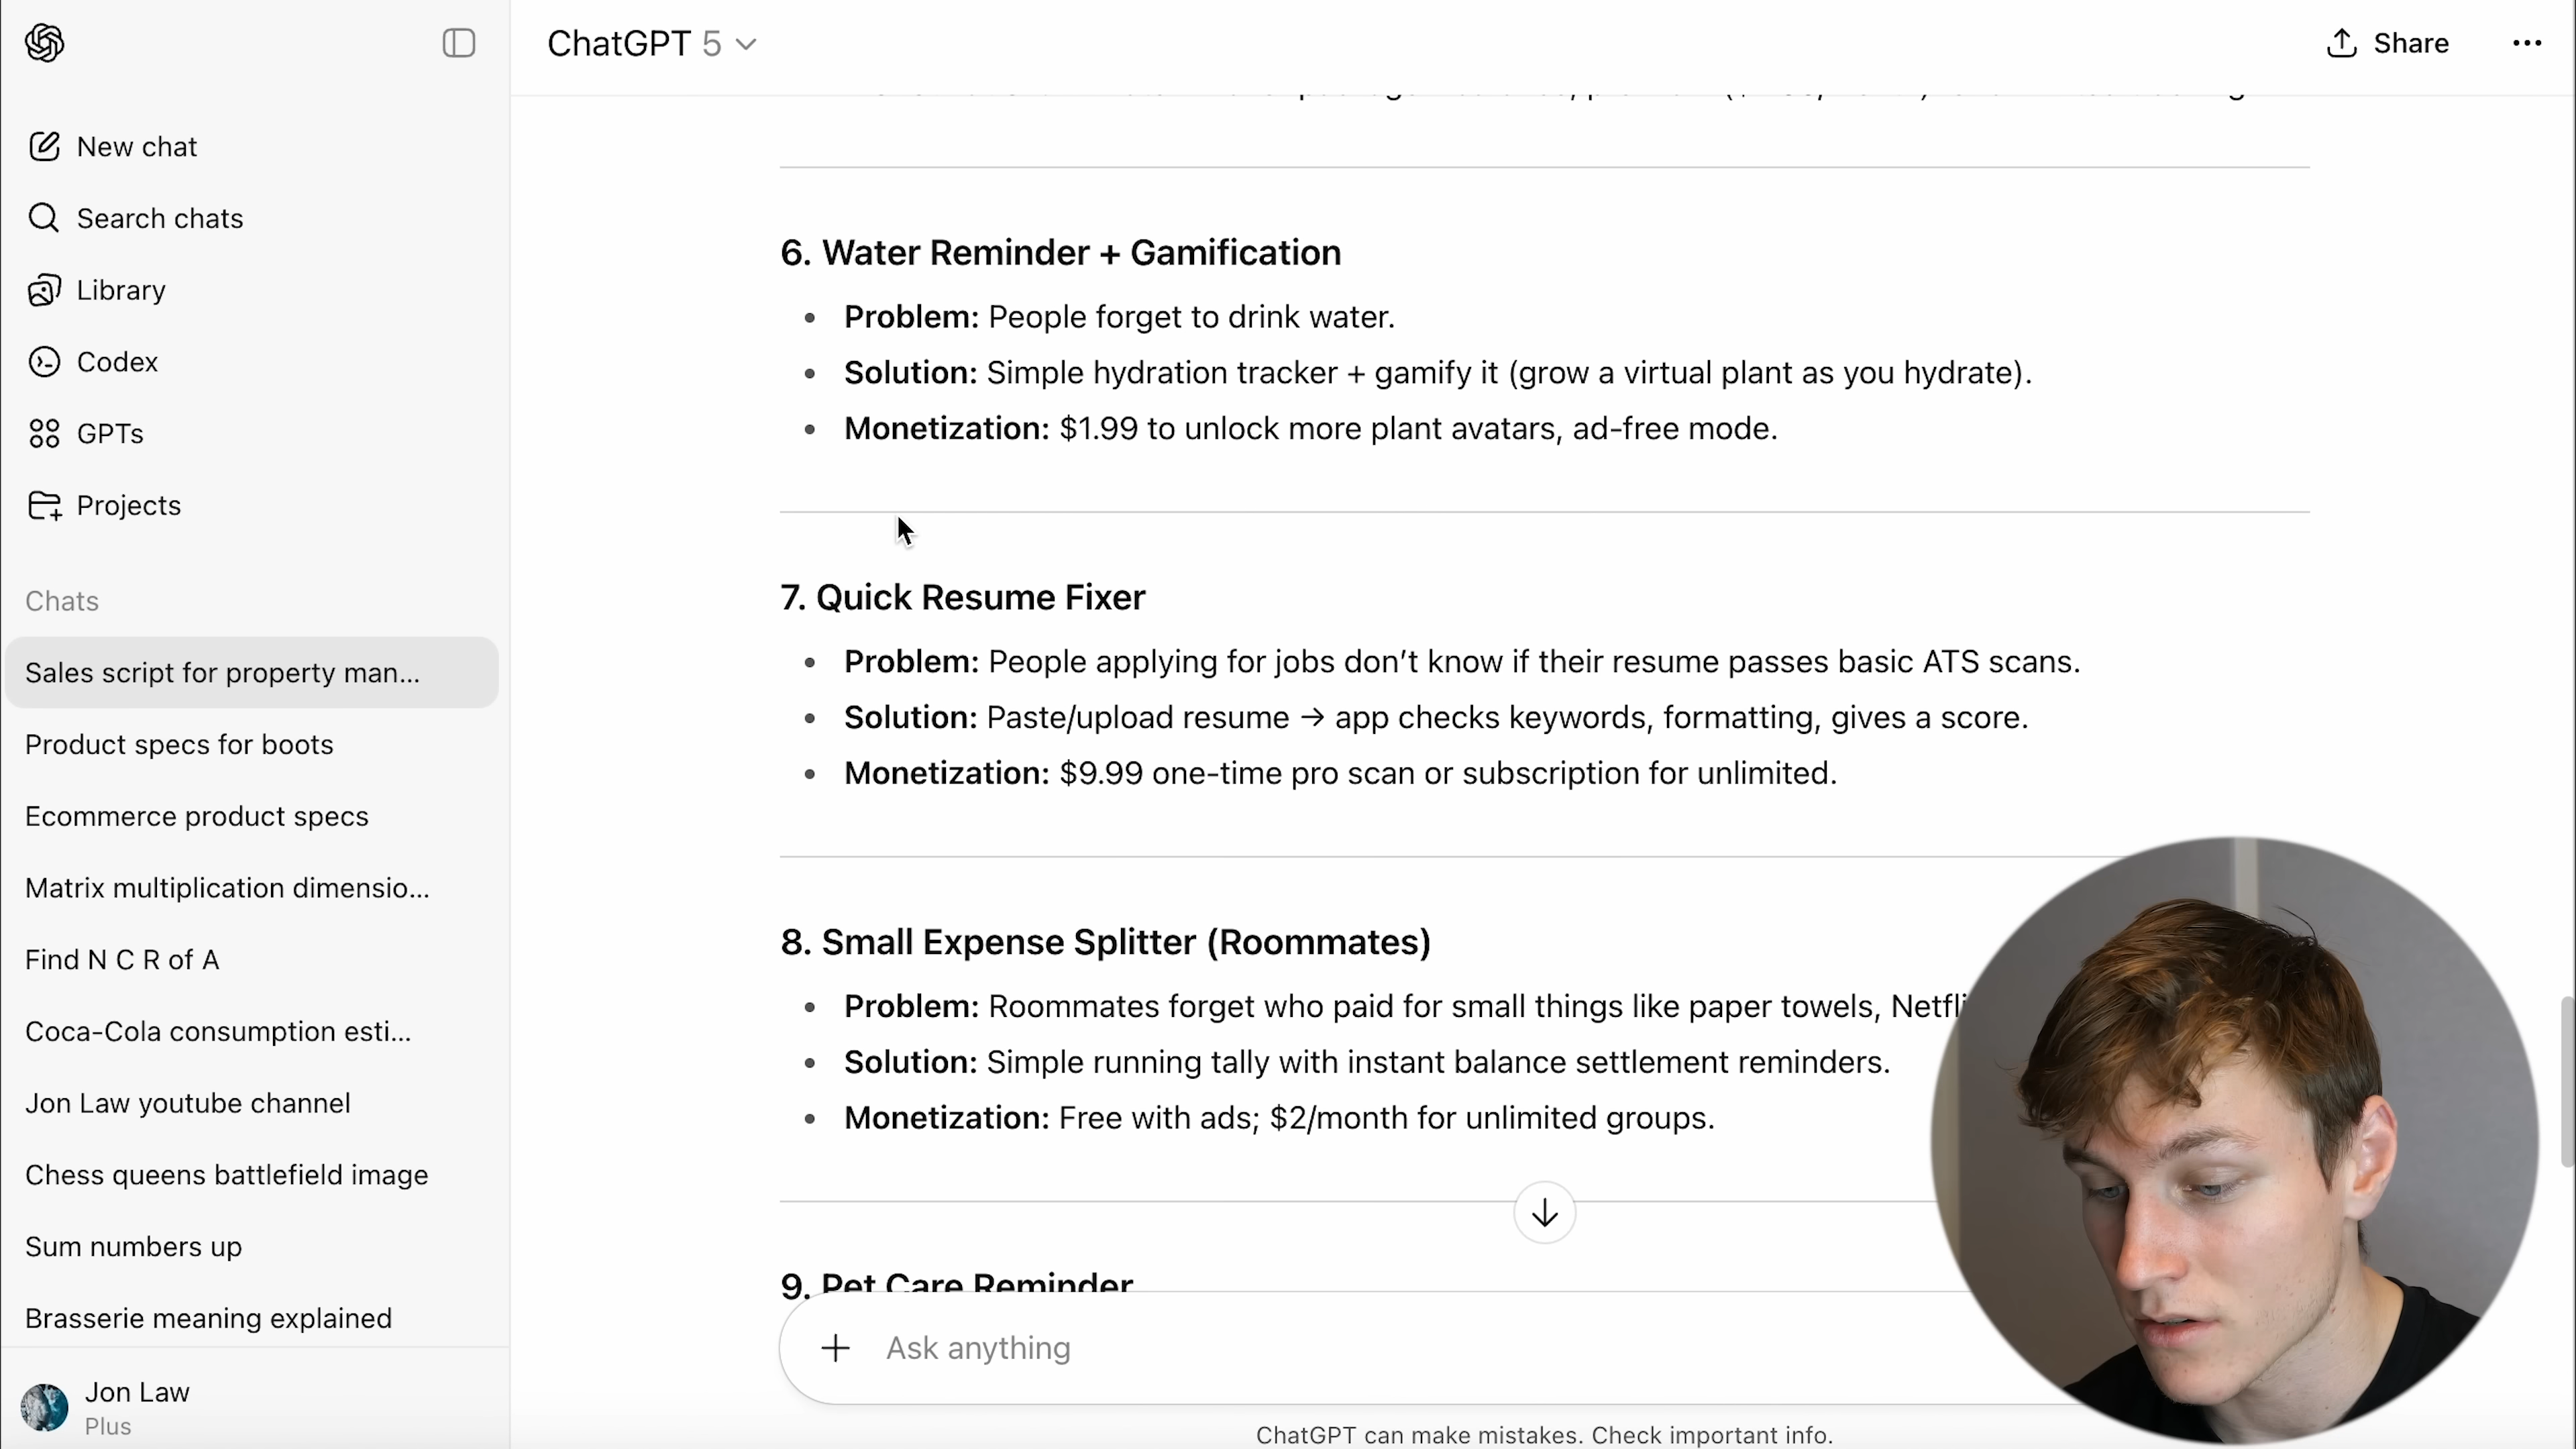 ChatGPT 5
Share
New chat
Search chats
Library
Codex
GPTs
Projects
Chats
Sales script for property man...
Product specs for boots
Ecommerce product specs
Matrix multiplication dimensio...
Find N C R of A
Coca-Cola consumption esti...
Jon Law youtube channel
Chess queens battlefield image
Sum numbers up
Brasserie meaning explained
Jon Law
Plus
6. Water Reminder + Gamification
• Problem: People forget to drink water.
• Solution: Simple hydration tracker + gamify it (grow a virtual plant as you hydrate).
• Monetization: $1.99 to unlock more plant avatars, ad-free mode.
7. Quick Resume Fixer
• Problem: People applying for jobs don’t know if their resume passes basic ATS scans.
• Solution: Paste/upload resume → app checks keywords, formatting, gives a score.
• Monetization: $9.99 one-time pro scan or subscription for unlimited.
8. Small Expense Splitter (Roommates)
• Problem: Roommates forget who paid for small things like paper towels, Netfli
• Solution: Simple running tally with instant balance settlement reminders.
• Monetization: Free with ads; $2/month for unlimited groups.
9. Pet Care Reminder
Ask anything
ChatGPT can make mistakes. Check important info.